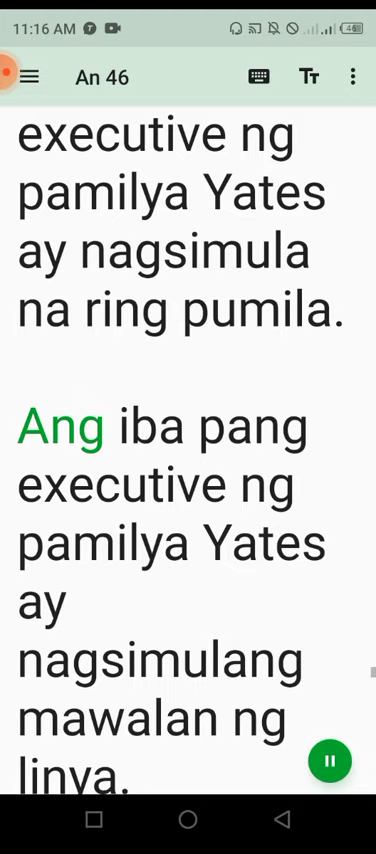 11:16 AM
46
An 46
executive ng
pamilya Yates
ay nagsimula
na ring pumila.
Ang iba pang
executive ng
pamilya Yates
ay
nagsimulang
mawalan ng
linya.